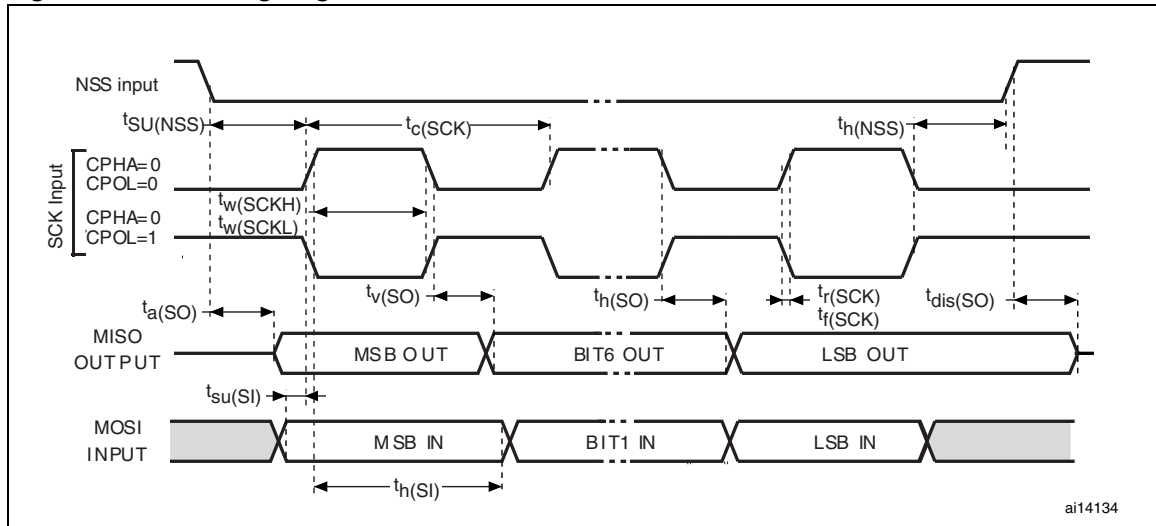 NSS input
tSU(NSS)
tc(SCK)
th(NSS)
SCK Input
CPHA=0
CPOL=0
CPHA=0
CPOL=1
tw(SCKH)
tw(SCKL)
ta(SO)
tv(SO)
th(SO)
tr(SCK)
tf(SCK)
tdis(SO)
MISO
OUTPUT
MSB OUT
BIT6 OUT
LSB OUT
tsu(SI)
MOSI
INPUT
MSB IN
BIT1 IN
LSB IN
th(SI)
ai14134